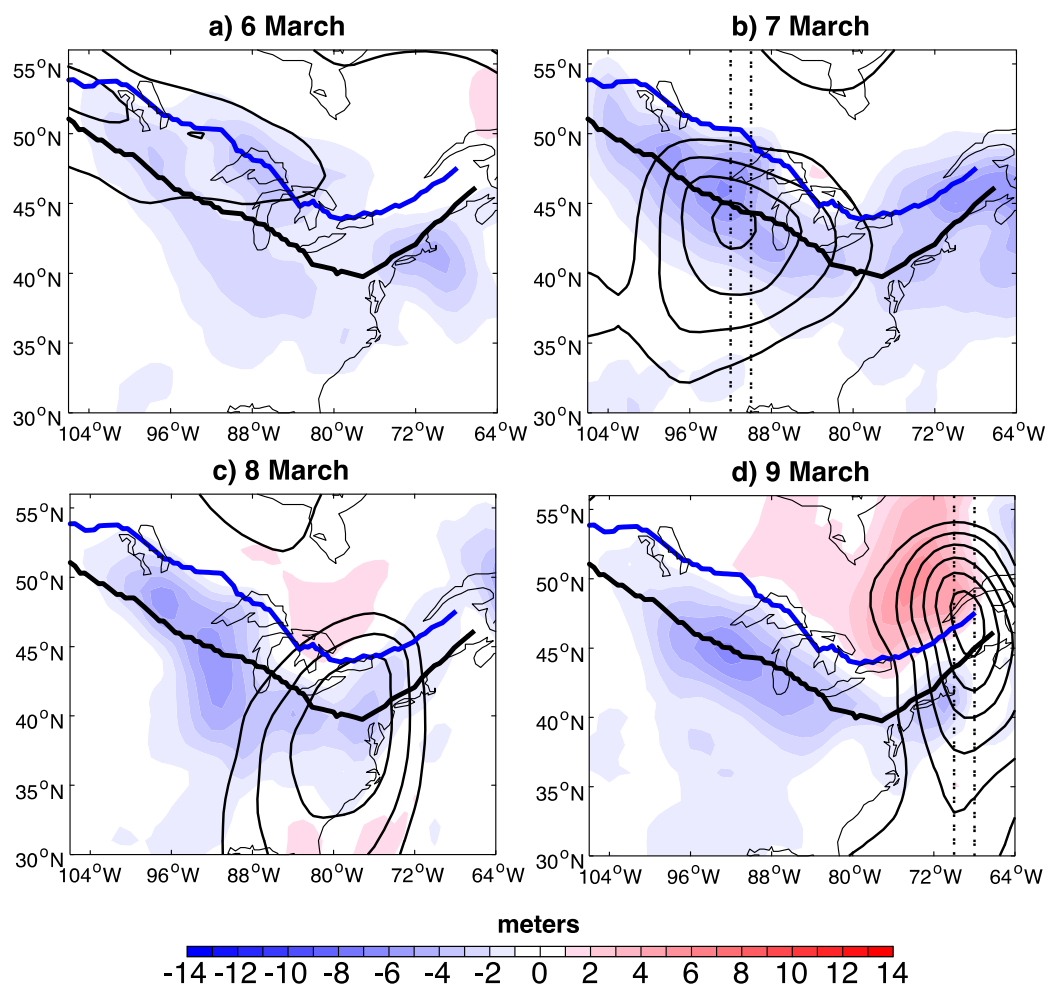 a) 6 March
b) 7 March
55°N
50°N
45°N
40°N
35°N
30°N
104°W 96°W 88°W 80°W 72°W 64°W
55°N
50°N
45°N
40°N
35°N
30°N
104°W 96°W 88°W 80°W 72°W 64°W
c) 8 March
d) 9 March
55°N
50°N
45°N
40°N
35°N
30°N
104°W 96°W 88°W 80°W 72°W 64°W
55°N
50°N
45°N
40°N
35°N
30°N
104°W 96°W 88°W 80°W 72°W 64°W
meters
-14 -12 -10 -8 -6 -4 -2 0 2 4 6 8 10 12 14